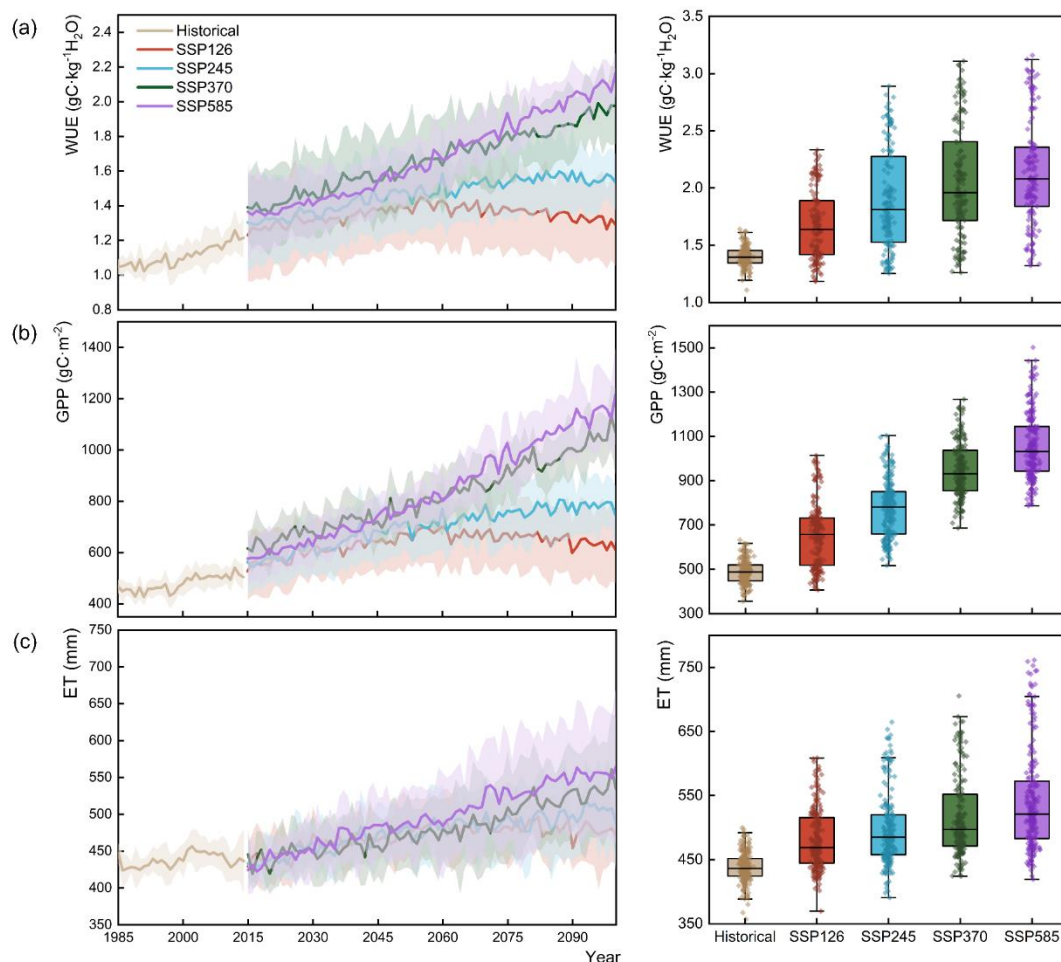 (a)
WUE (gC·kg⁻¹H₂O)
2.4
2.2
2.0
1.8
1.6
1.4
1.2
1.0
0.8
Historical
SSP126
SSP245
SSP370
SSP585
WUE (gC·kg⁻¹H₂O)
3.5
3.0
2.5
2.0
1.5
1.0
(b)
GPP (gC·m⁻²)
1400
1200
1000
800
600
400
GPP (gC·m⁻²)
1500
1300
1100
900
700
500
300
(c)
ET (mm)
750
700
650
600
550
500
450
400
350
1985
2000
2015
2030
2045
2060
2075
2090
Year
ET (mm)
750
650
550
450
350
Historical
SSP126
SSP245
SSP370
SSP585